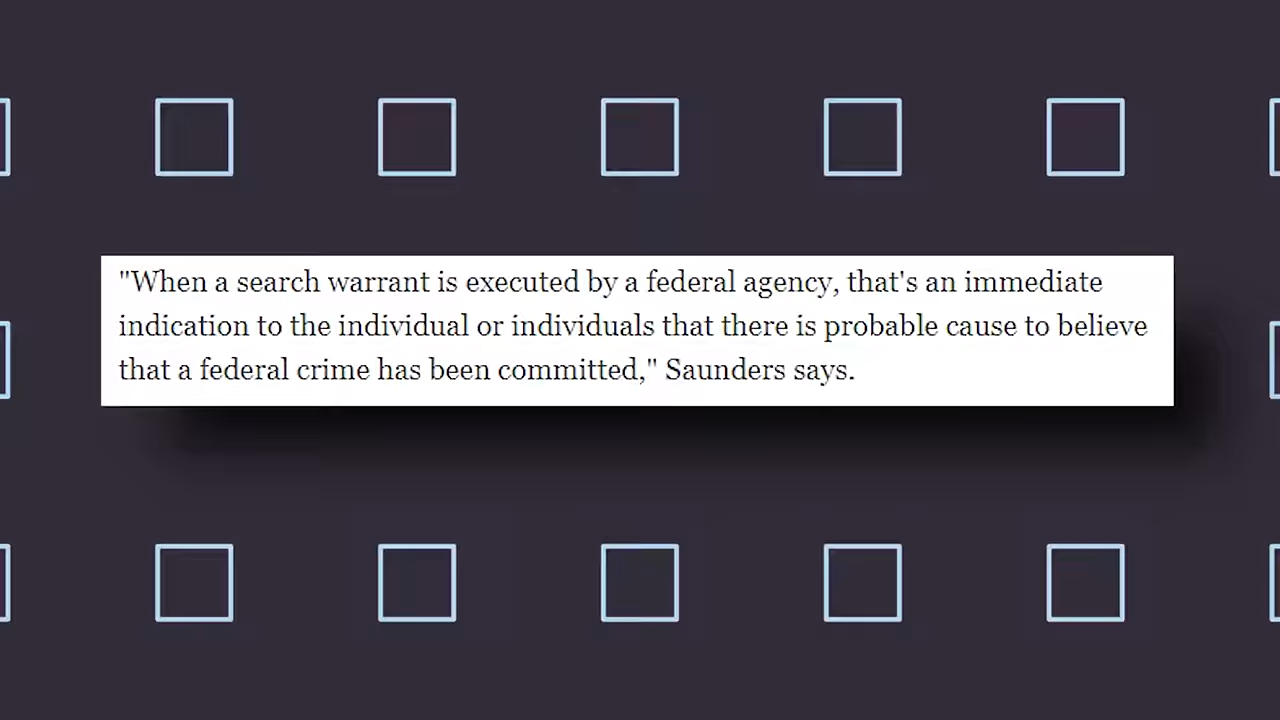 "When a search warrant is executed by a federal agency, that's an immediate
indication to the individual or individuals that there is probable cause to believe
that a federal crime has been committed," Saunders says.